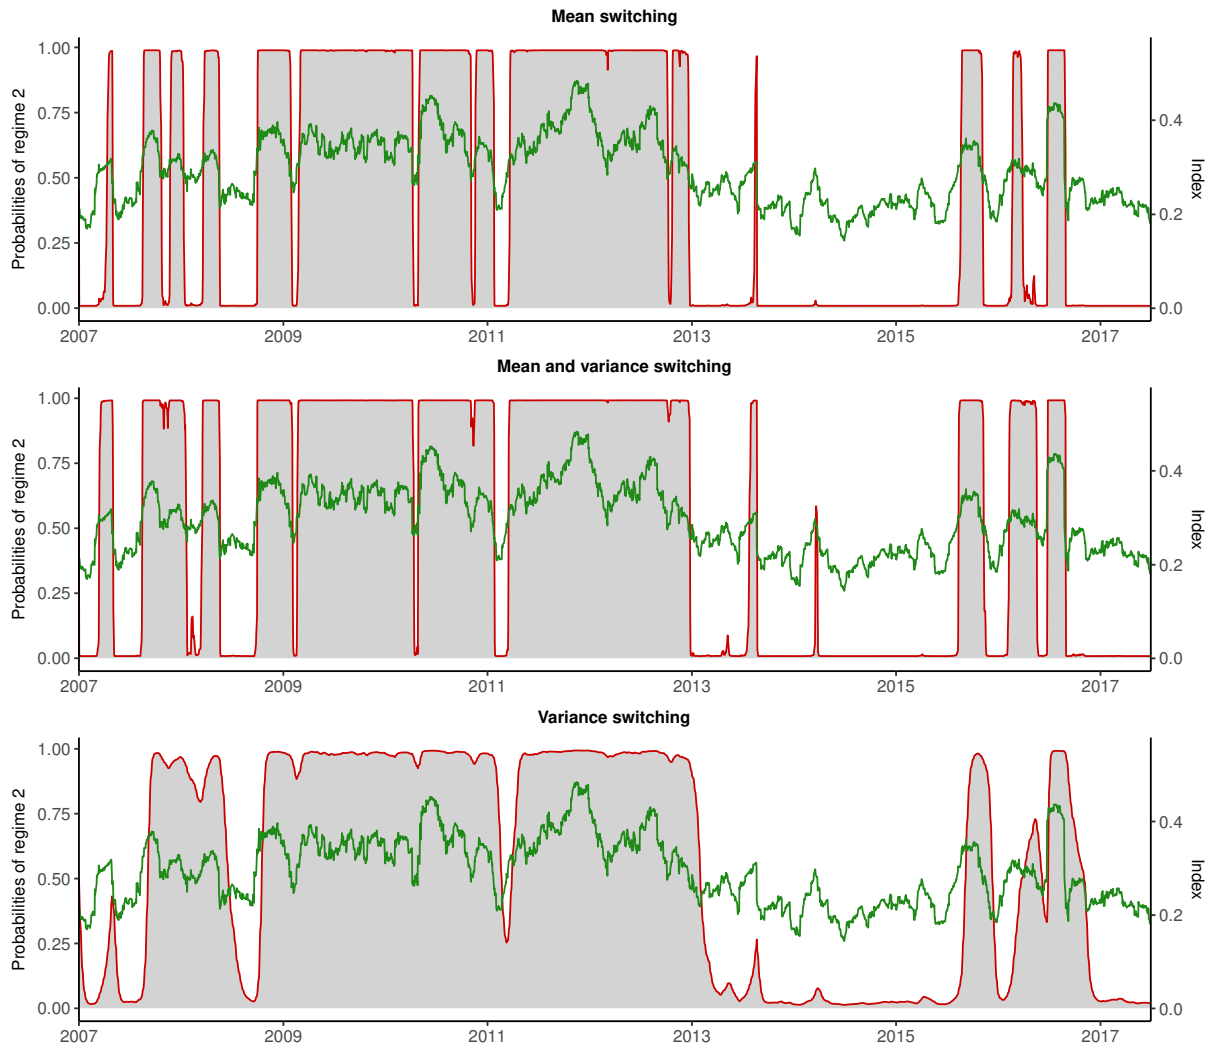 Mean switching
Probabilities of regime 2
1.00
0.75
0.50
0.25
0.00
0.4
0.2
0.0
Index
2007 2009 2011 2013 2015 2017
Mean and variance switching
Probabilities of regime 2
1.00
0.75
0.50
0.25
0.00
0.4
0.2
0.0
Index
2007 2009 2011 2013 2015 2017
Variance switching
Probabilities of regime 2
1.00
0.75
0.50
0.25
0.00
0.4
0.2
0.0
Index
2007 2009 2011 2013 2015 2017